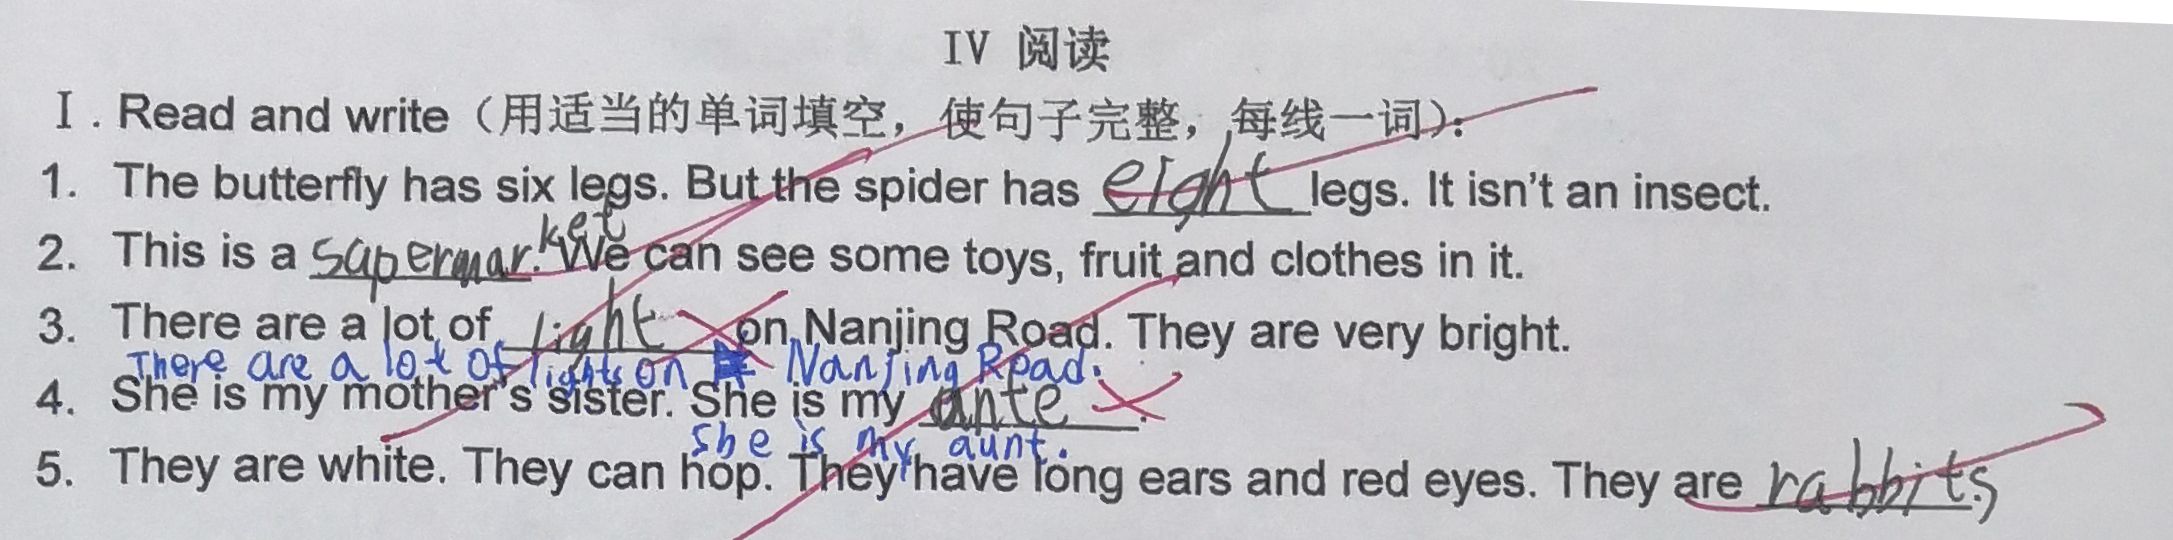 IV 阅读
Ⅰ. Read and write（用适当的单词填空，使句子完整，每线一词）：
1. The butterfly has six legs. But the spider has eight legs. It isn't an insect.
2. This is a sapermarket. We can see some toys, fruit and clothes in it.
3. There are a lot of light on Nanjing Road. They are very bright.
There are a lot of lights on Nanjing Road.
4. She is my mother's sister. She is my ante.
She is my aunt.
5. They are white. They can hop. They have long ears and red eyes. They are rabbits